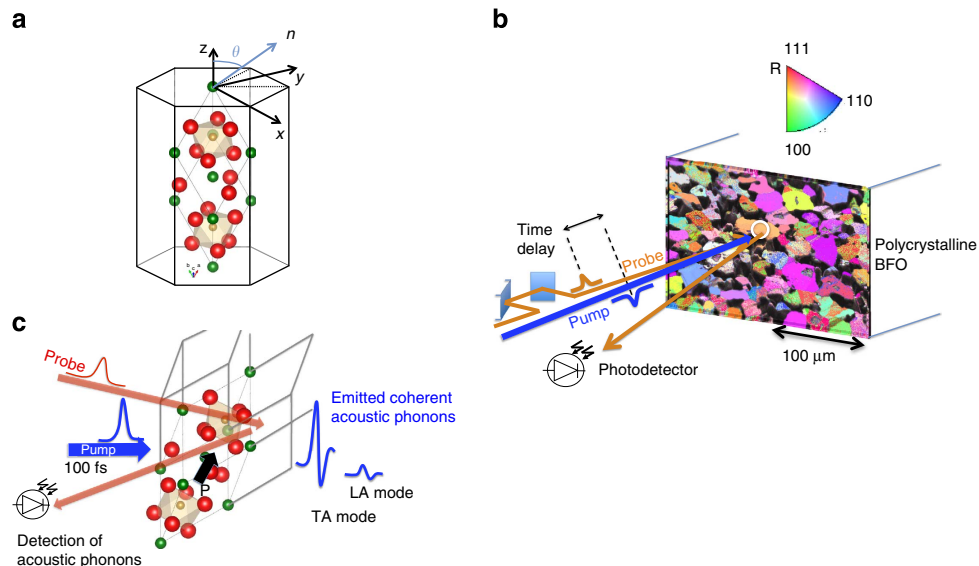 a
z
n
θ
y
x
b
111
R
110
100
Time
delay
Probe
Pump
Polycrystalline
BFO
100 μm
Photodetector
c
Probe
Pump
100 fs
P
Emitted coherent
acoustic phonons
LA mode
TA mode
Detection of
acoustic phonons